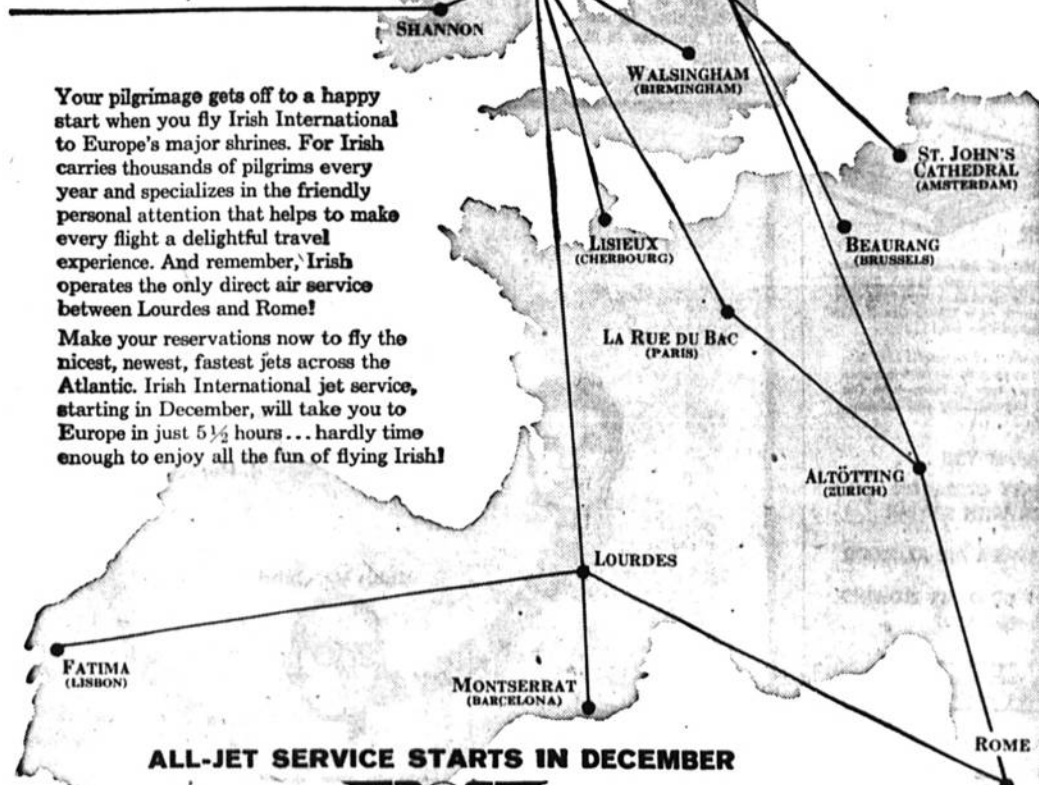 SHANNON
WALSINGHAM
(BIRMINGHAM)
Your pilgrimage gets off to a happy
start when you fly Irish International
to Europe's major shrines. For Irish
carries thousands of pilgrims every
year and specializes in the friendly
personal attention that helps to make
every flight a delightful travel
experience. And remember, Irish
operates the only direct air service
between Lourdes and Rome!
Make your reservations now to fly the
nicest, newest, fastest jets across the
Atlantic. Irish International jet service,
starting in December, will take you to
Europe in just 5½ hours... hardly time
enough to enjoy all the fun of flying Irish!
ST. JOHN'S
CATHEDRAL
(AMSTERDAM)
LISIEUX
(CHERBOURG)
BEAURANG
(BRUSSELS)
LA RUE DU BAC
(PARIS)
ALTÖTTING
(ZURICH)
LOURDES
FATIMA
(LISBON)
MONTSERRAT
(BARCELONA)
ROME
ALL-JET SERVICE STARTS IN DECEMBER